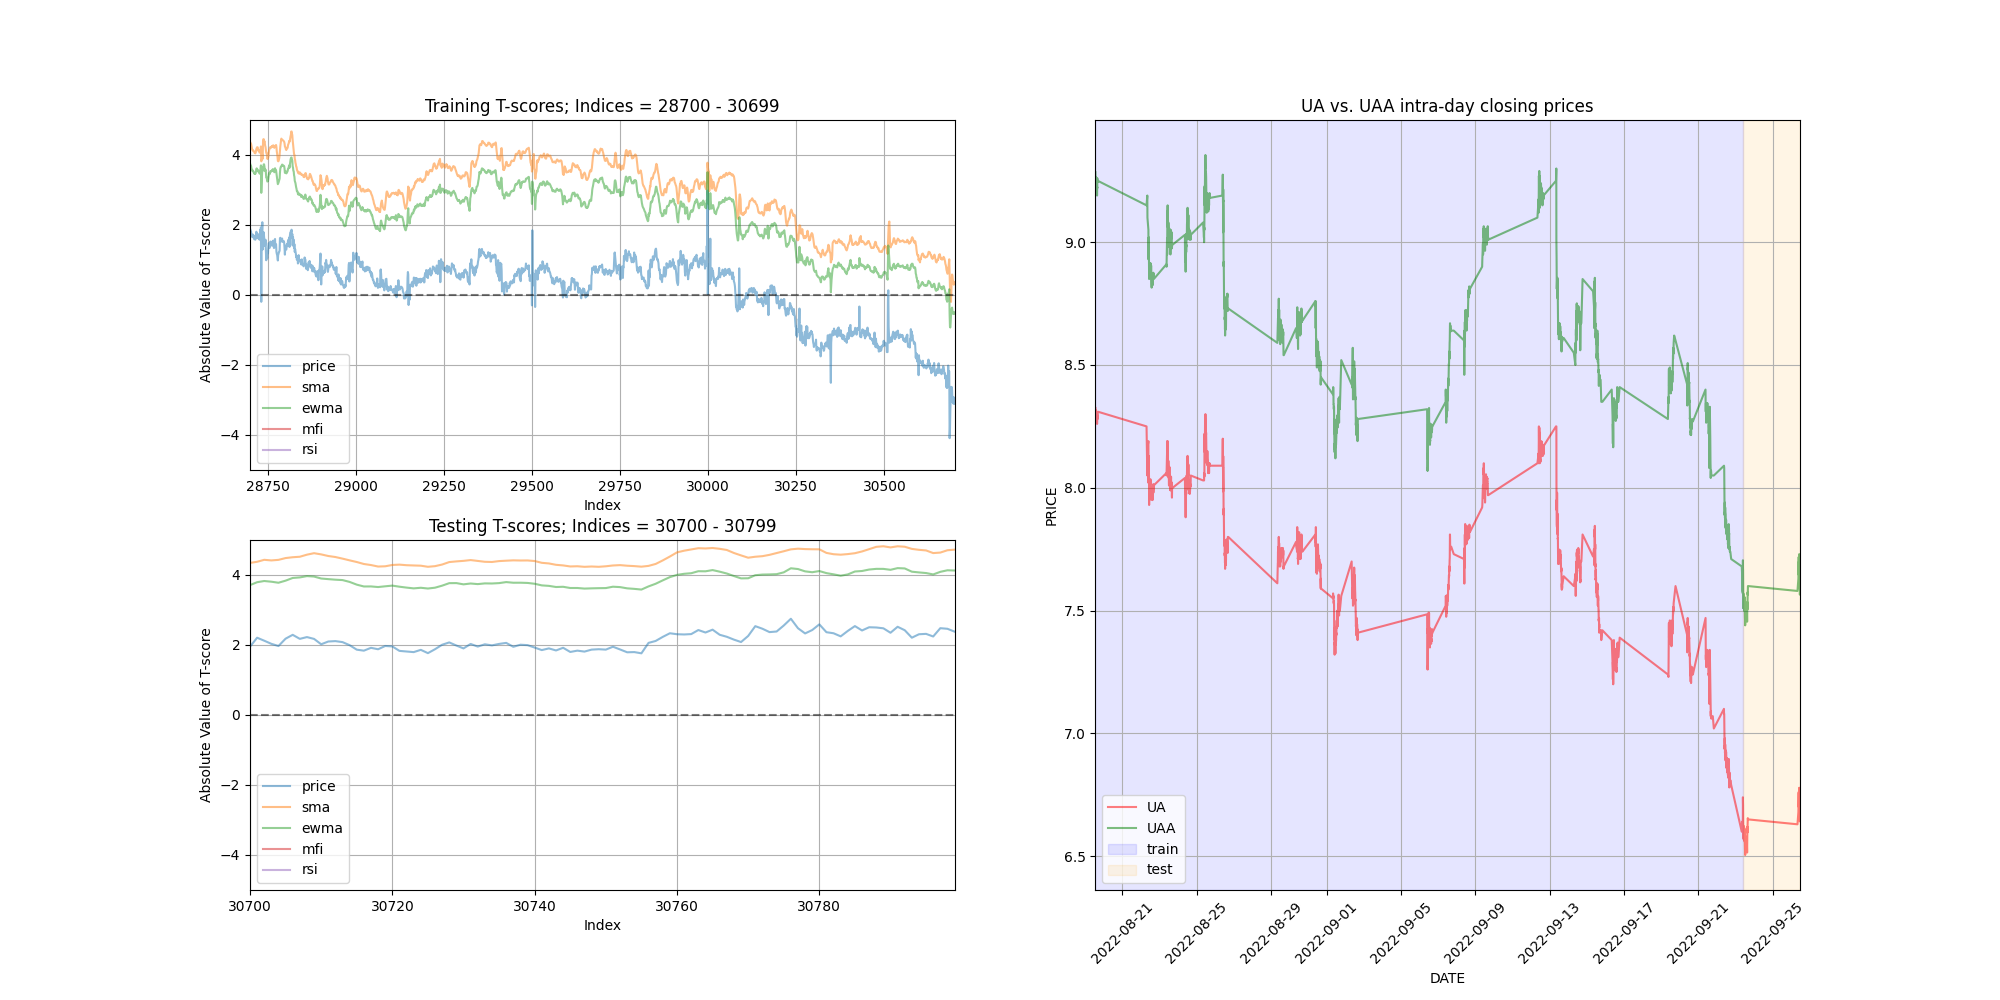 Training T-scores; Indices = 28700 - 30699
Absolute Value of T-score
4
2
0
−2
−4
price
sma
ewma
mfi
rsi
28750 29000 29250 29500 29750 30000 30250 30500
Index
Testing T-scores; Indices = 30700 - 30799
Absolute Value of T-score
4
2
0
−2
−4
price
sma
ewma
mfi
rsi
30700 30720 30740 30760 30780
Index
UA vs. UAA intra-day closing prices
PRICE
9.0
8.5
8.0
7.5
7.0
6.5
UA
UAA
train
test
2022-08-21 2022-08-25 2022-08-29 2022-09-01 2022-09-05 2022-09-09 2022-09-13 2022-09-17 2022-09-21 2022-09-25
DATE